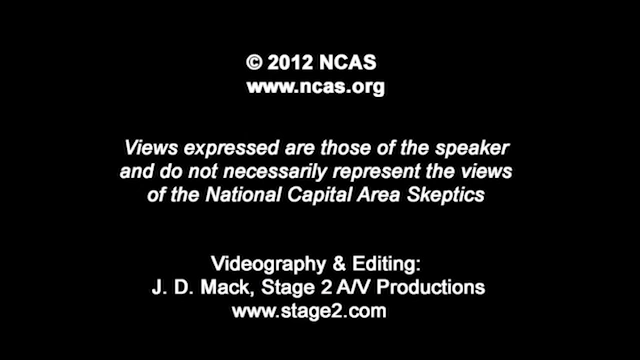 © 2012 NCAS
www.ncas.org
Views expressed are those of the speaker
and do not necessarily represent the views
of the National Capital Area Skeptics
Videography & Editing:
J. D. Mack, Stage 2 A/V Productions
www.stage2.com